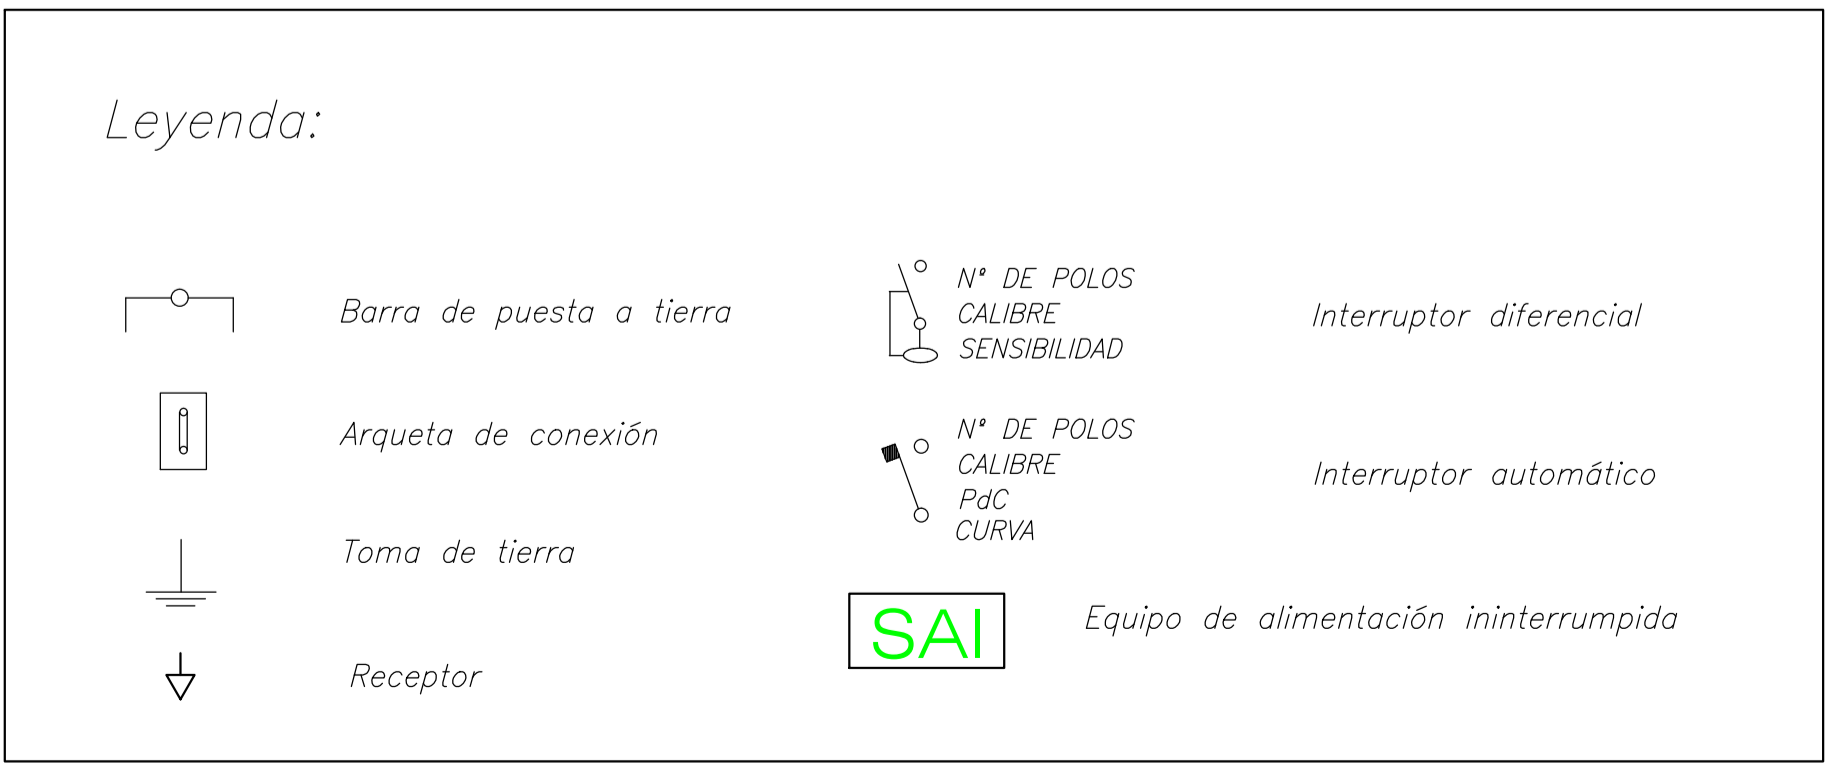 Leyenda:
Barra de puesta a tierra
Arqueta de conexión
Toma de tierra
Receptor
Nº DE POLOS
CALIBRE
SENSIBILIDAD
Interruptor diferencial
Nº DE POLOS
CALIBRE
PdC
CURVA
Interruptor automático
SAI
Equipo de alimentación ininterrumpida